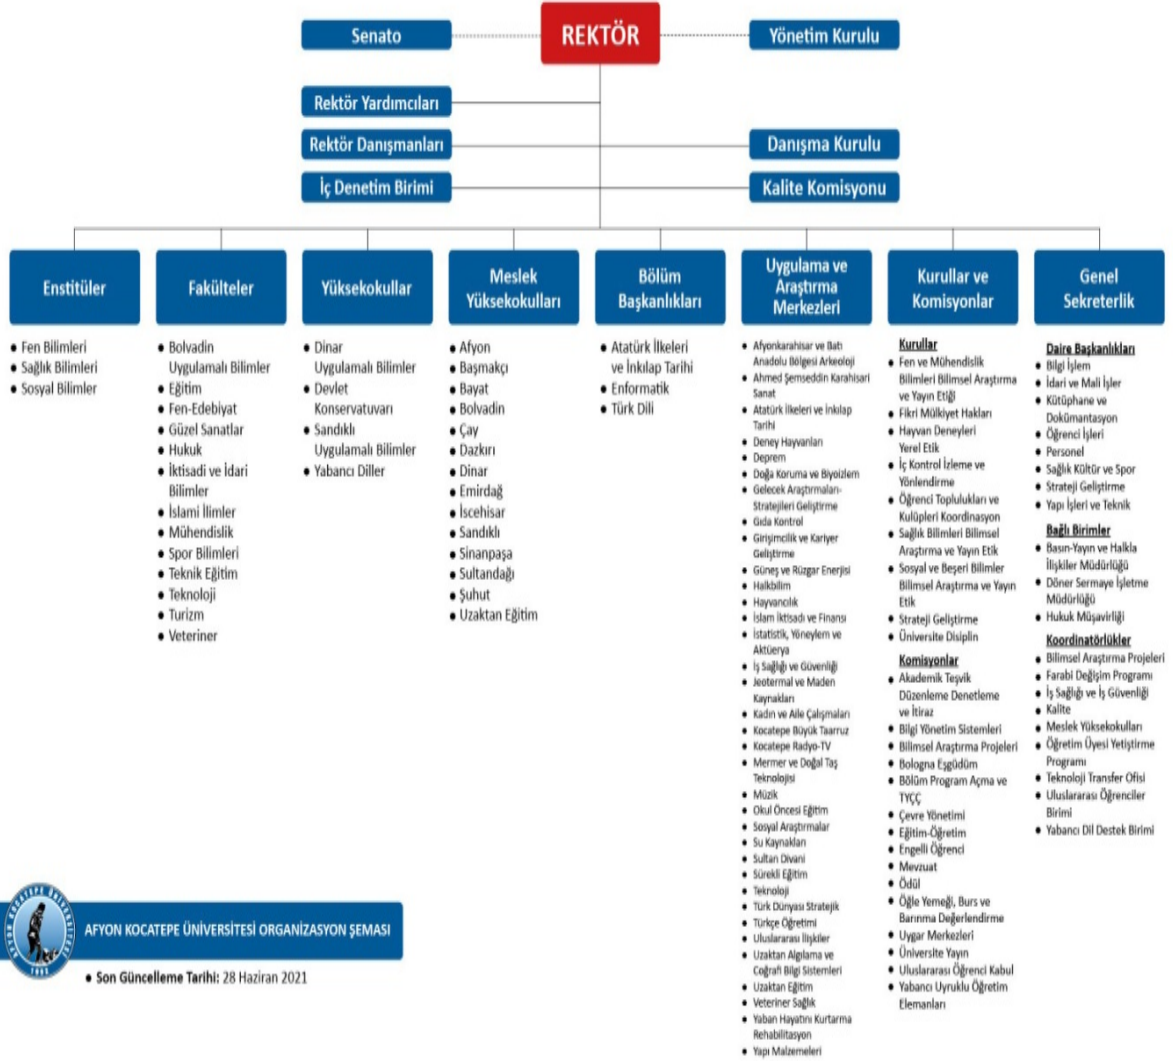 Senato
REKTÖR
Yönetim Kurulu
Rektör Yardımcıları
Rektör Danışmanları
Danışma Kurulu
İç Denetim Birimi
Kalite Komisyonu
Enstitüler
• Fen Bilimleri
• Sağlık Bilimleri
• Sosyal Bilimler
Fakülteler
• Bolvadin
Uygulamalı Bilimler
• Eğitim
• Fen-Edebiyat
• Güzel Sanatlar
• Hukuk
• İktisadi ve İdari
Bilimler
• İslami İlimler
• Mühendislik
• Spor Bilimleri
• Teknik Eğitim
• Teknoloji
• Turizm
• Veteriner
Yüksekokullar
• Dinar
Uygulamalı Bilimler
• Devlet
Konservatuvarı
• Sandıklı
Uygulamalı Bilimler
• Yabancı Diller
Meslek
Yüksekokulları
• Afyon
• Başmakçı
• Bayat
• Bolvadin
• Çay
• Dazkırı
• Dinar
• Emirdağ
• İscehisar
• Sandıklı
• Sinanpaşa
• Sultandağı
• Şuhut
• Uzaktan Eğitim
Bölüm
Başkanlıkları
• Atatürk İlkeleri
ve İnkılap Tarihi
• Enformatik
• Türk Dili
Uygulama ve
Araştırma
Merkezleri
• Afyonkarahisar ve Batı
Anadolu Bölgesi Arkeoloji
• Ahmed Şemseddin Karahisari
Sanat
• Atatürk İlkeleri ve İnkılap
Tarihi
• Deney Hayvanları
• Deprem
• Doğa Koruma ve Biyoizlem
• Gelecek Araştırmaları-
Stratejileri Geliştirme
• Gıda Kontrol
• Girişimcilik ve Kariyer
Geliştirme
• Güneş ve Rüzgar Enerjisi
• Halkbilim
• Hayvancılık
• İslam İktisadı ve Finansı
• İstatistik, Yöneylem ve
Aktüerya
• İş Sağlığı ve Güvenliği
• Jeotermal ve Maden
Kaynakları
• Kadın ve Aile Çalışmaları
• Kocatepe Büyük Taarruz
• Kocatepe Radyo-TV
• Mermer ve Doğal Taş
Teknolojisi
• Müzik
• Okul Öncesi Eğitim
• Sosyal Araştırmalar
• Su Kaynakları
• Sultan Divani
• Sürekli Eğitim
• Teknoloji
• Türk Dünyası Stratejik
• Türkçe Öğretimi
• Uluslararası İlişkiler
• Uzaktan Algılama ve
Coğrafi Bilgi Sistemleri
• Uzaktan Eğitim
• Veteriner Sağlık
• Yaban Hayatını Kurtarma
Rehabilitasyon
• Yapı Malzemeleri
Kurullar ve
Komisyonlar
Kurullar
• Fen ve Mühendislik
Bilimleri Bilimsel Araştırma
ve Yayın Etiği
• Fikri Mülkiyet Hakları
• Hayvan Deneyleri
Yerel Etik
• İç Kontrol İzleme ve
Yönlendirme
• Öğrenci Toplulukları ve
Kulüpleri Koordinasyon
• Sağlık Bilimleri Bilimsel
Araştırma ve Yayın Etik
• Sosyal ve Beşeri Bilimler
Bilimsel Araştırma ve Yayın
Etik
• Strateji Geliştirme
• Üniversite Disiplin
Komisyonlar
• Akademik Teşvik
Düzenleme Denetleme
ve İtiraz
• Bilgi Yönetim Sistemleri
• Bilimsel Araştırma Projeleri
• Bologna Eşgüdüm
• Bölüm Program Açma ve
TYÇÇ
• Çevre Yönetimi
• Eğitim-Öğretim
• Engelli Öğrenci
• Mevzuat
• Ödül
• Öğle Yemeği, Burs ve
Barınma Değerlendirme
• Uygar Merkezleri
• Üniversite Yayın
• Uluslararası Öğrenci Kabul
• Yabancı Uyruklu Öğretim
Elemanları
Genel
Sekreterlik
Daire Başkanlıkları
• Bilgi İşlem
• İdari ve Mali İşler
• Kütüphane ve
Dokümantasyon
• Öğrenci İşleri
• Personel
• Sağlık Kültür ve Spor
• Strateji Geliştirme
• Yapı İşleri ve Teknik
Bağlı Birimler
• Basın-Yayın ve Halkla
İlişkiler Müdürlüğü
• Döner Sermaye İşletme
Müdürlüğü
• Hukuk Müşavirliği
Koordinatörlükler
• Bilimsel Araştırma Projeleri
• Farabi Değişim Programı
• İş Sağlığı ve İş Güvenliği
• Kalite
• Meslek Yüksekokulları
• Öğretim Üyesi Yetiştirme
Programı
• Teknoloji Transfer Ofisi
• Uluslararası Öğrenciler
Birimi
• Yabancı Dil Destek Birimi
AFYON KOCATEPE ÜNİVERSİTESİ
1992
AFYON KOCATEPE ÜNİVERSİTESİ ORGANİZASYON ŞEMASI
• Son Güncelleme Tarihi: 28 Haziran 2021